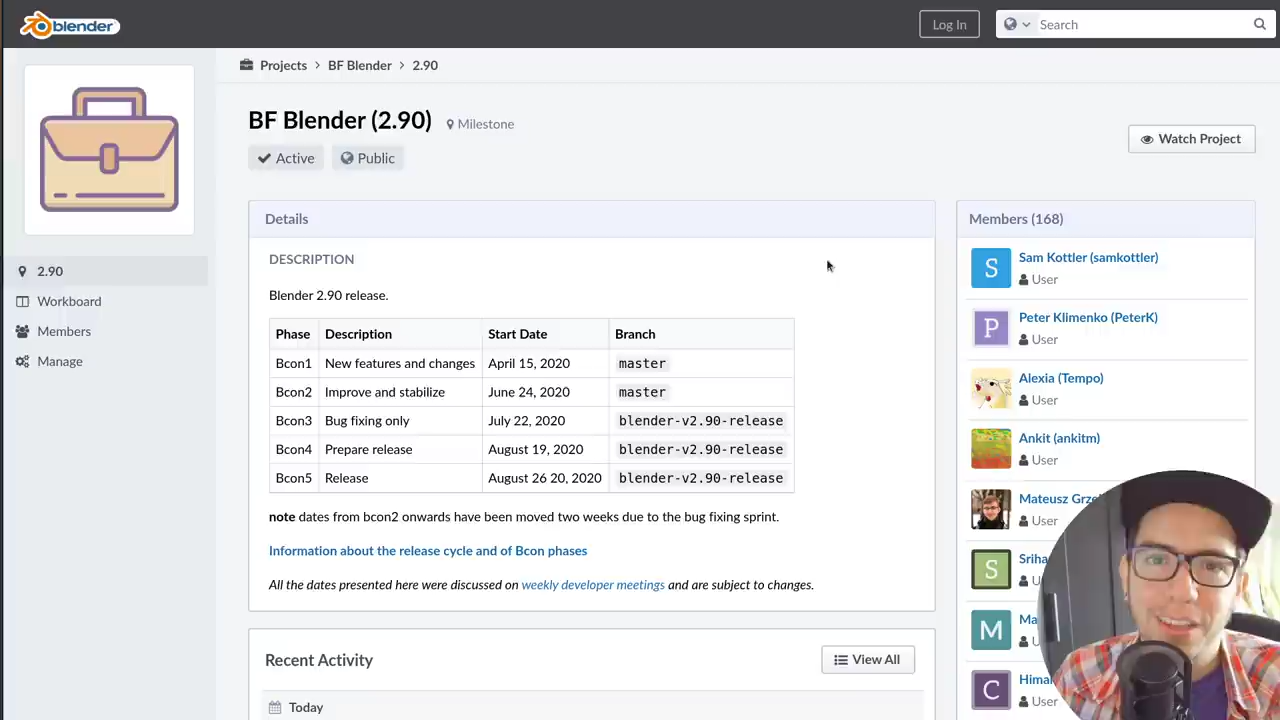 blender
Log In
Search
Projects > BF Blender > 2.90
BF Blender (2.90)
Milestone
Active
Public
Watch Project
2.90
Workboard
Members
Manage
Details
DESCRIPTION
Blender 2.90 release.
Phase Description Start Date Branch
Bcon1 New features and changes April 15, 2020 master
Bcon2 Improve and stabilize June 24, 2020 master
Bcon3 Bug fixing only July 22, 2020 blender-v2.90-release
Bcon4 Prepare release August 19, 2020 blender-v2.90-release
Bcon5 Release August 26 20, 2020 blender-v2.90-release
note dates from bcon2 onwards have been moved two weeks due to the bug fixing sprint.
Information about the release cycle and of Bcon phases
All the dates presented here were discussed on weekly developer meetings and are subject to changes.
Recent Activity
View All
Today
Members (168)
S
Sam Kottler (samkottler)
User
P
Peter Klimenko (PeterK)
User
Alexia (Tempo)
User
Ankit (ankitm)
User
Mateusz
User
S
M
C
User